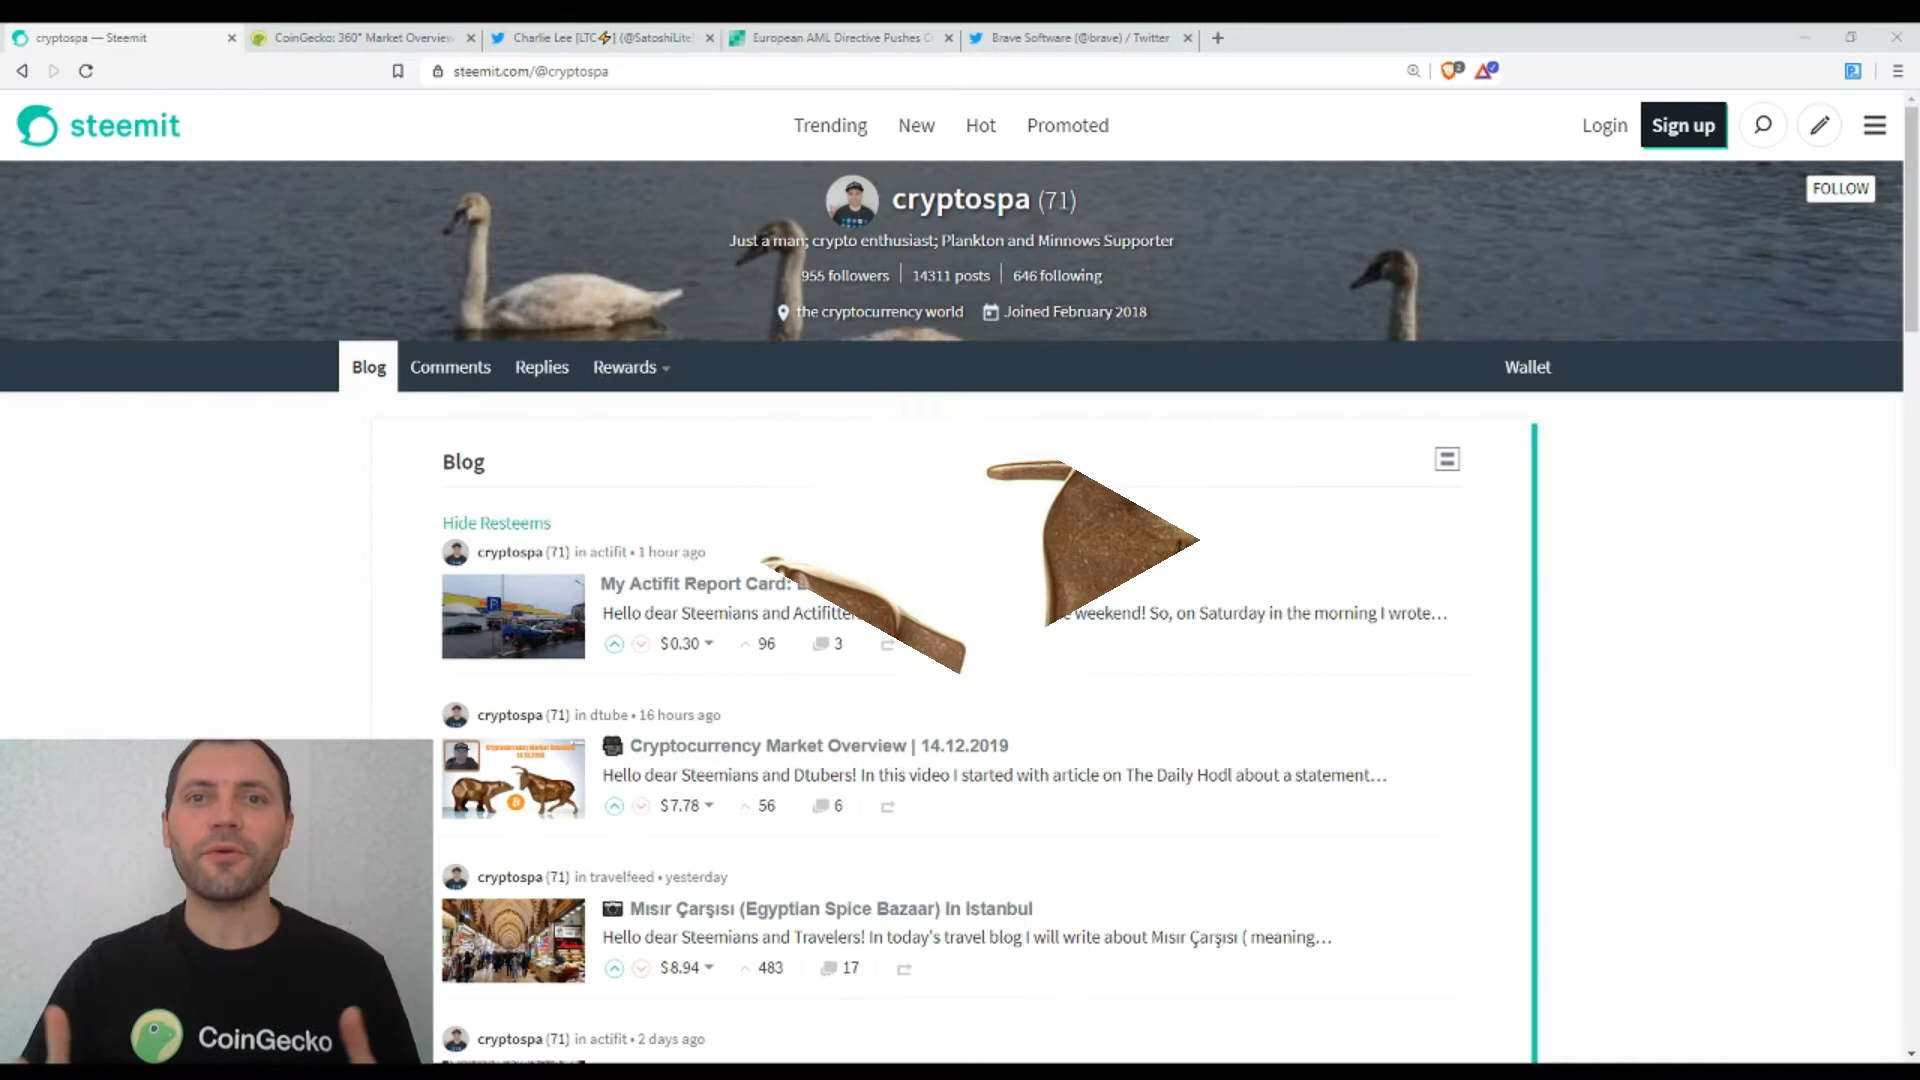 cryptospa — Steemit
CoinGecko: 360° Market Overview
Charlie Lee [LTC⚡] (@SatoshiLite
European AML Directive Pushes C
Brave Software (@brave) / Twitter
steemit.com/@cryptospa
steemit
Trending New Hot Promoted
Login Sign up
FOLLOW
cryptospa (71)
Just a man; crypto enthusiast; Plankton and Minnows Supporter
955 followers 14311 posts 646 following
the cryptocurrency world Joined February 2018
Blog Comments Replies Rewards Wallet
Blog
Hide Resteems
cryptospa (71) in actifit • 1 hour ago
My Actifit Report Card:
Hello dear Steemians and Actifitte weekend! So, on Saturday in the morning I wrote...
$0.30 96 3
cryptospa (71) in dtube • 16 hours ago
Cryptocurrency Market Overview | 14.12.2019
Hello dear Steemians and Dtubers! In this video I started with article on The Daily Hodl about a statement...
$7.78 56 6
cryptospa (71) in travelfeed • yesterday
Mısır Çarşısı (Egyptian Spice Bazaar) In Istanbul
Hello dear Steemians and Travelers! In today's travel blog I will write about Mısır Çarşısı ( meaning...
$8.94 483 17
cryptospa (71) in actifit • 2 days ago
CoinGecko